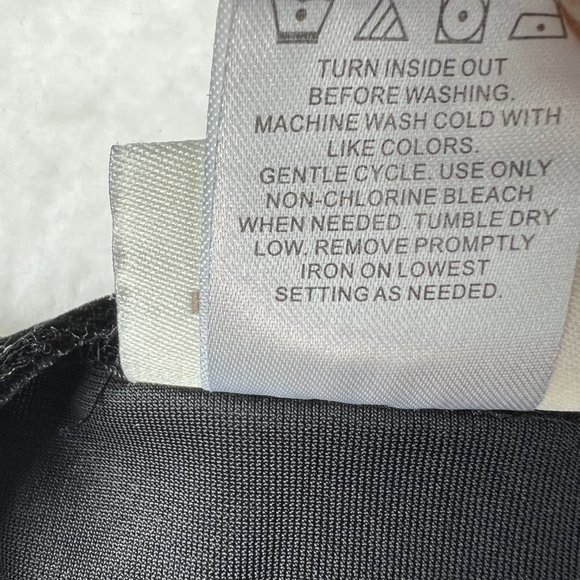 TURN INSIDE OUT
BEFORE WASHING.
MACHINE WASH COLD WITH
LIKE COLORS.
GENTLE CYCLE. USE ONLY
NON-CHLORINE BLEACH
WHEN NEEDED. TUMBLE DRY
LOW. REMOVE PROMPTLY
IRON ON LOWEST
SETTING AS NEEDED.